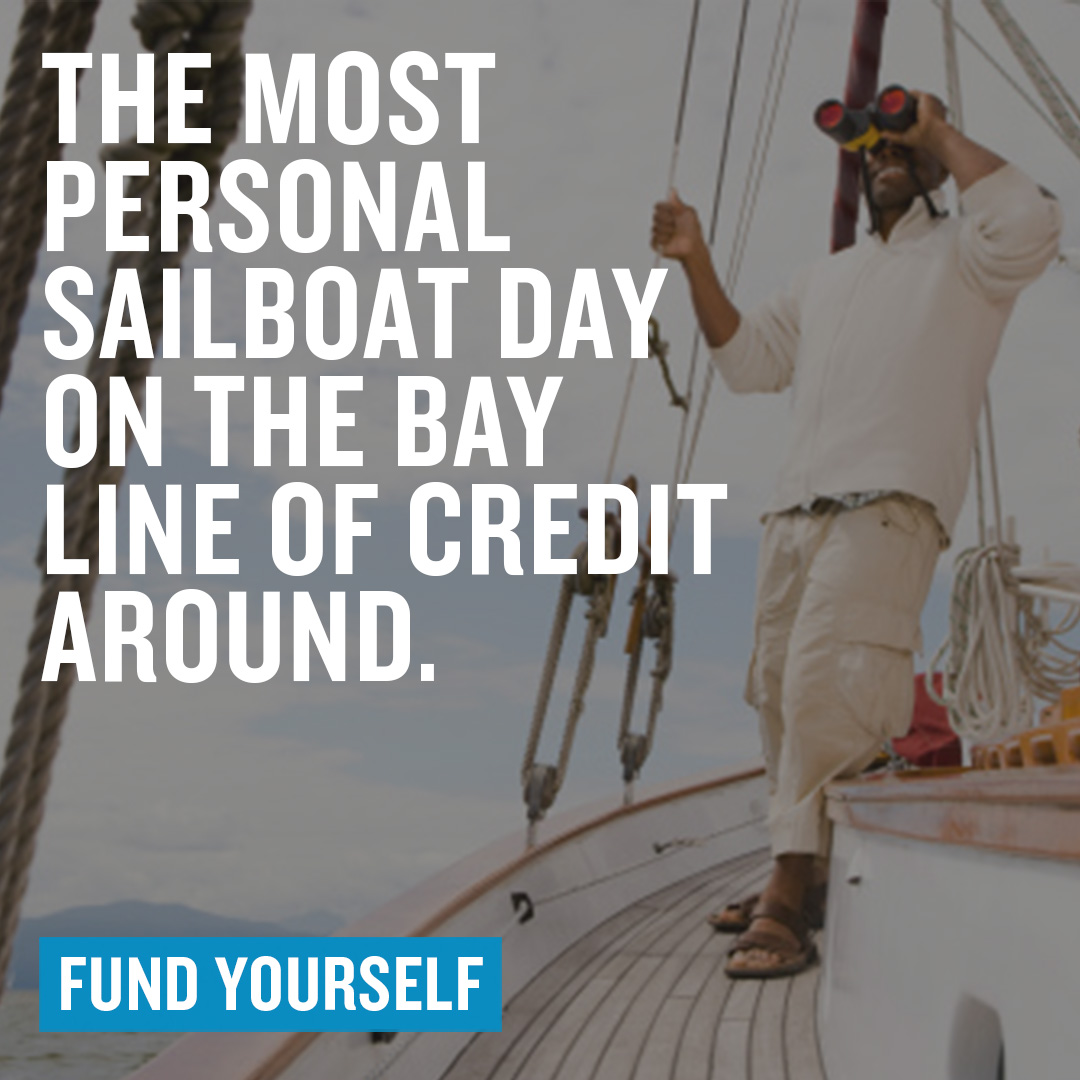 THE MOST
PERSONAL
SAILBOAT DAY
ON THE BAY
LINE OF CREDIT
AROUND.
FUND YOURSELF